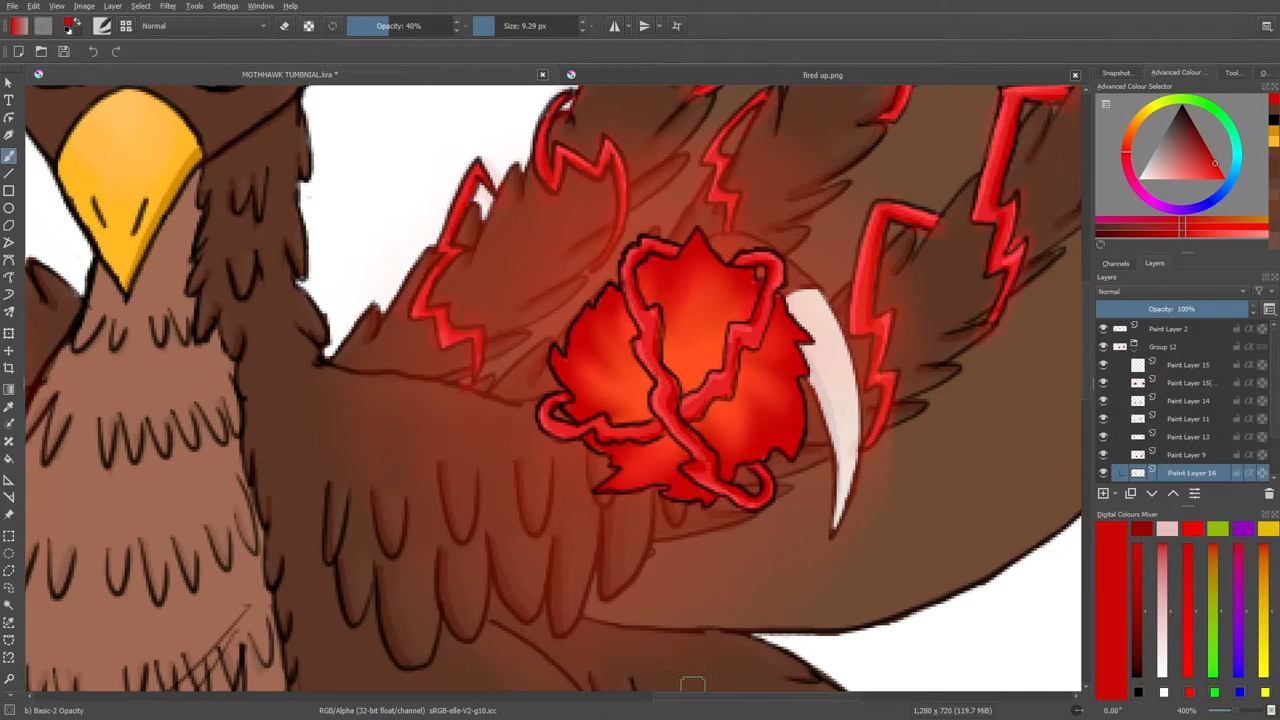 File Edit View Image Layer Select Filter Tools Settings Window Help
Normal Opacity: 40% Size: 9.29 px
MOTHHAWK TUMBNIAL.kra * fired up.png
Snapshot... Advanced Colour ... Tool... O...
Advanced Colour Selector
Channels Layers
Layers
Normal
Opacity: 100%
Paint Layer 2
Group 12
Paint Layer 15
Paint Layer 15(...
Paint Layer 14
Paint Layer 11
Paint Layer 13
Paint Layer 9
Paint Layer 16
Digital Colours Mixer
b) Basic-2 Opacity RGB/Alpha (32-bit float/channel) sRGB-elle-V2-g10.icc 1,280 x 720 (119.7 MiB) 0.00° 400%